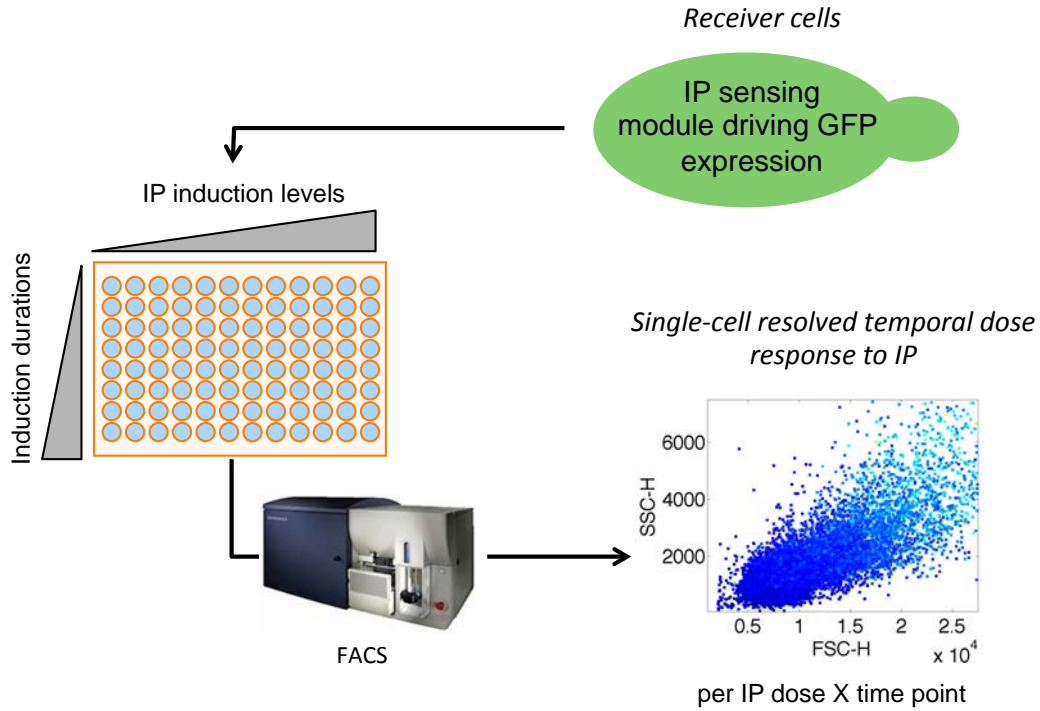 Receiver cells
IP sensing
module driving GFP
expression
IP induction levels
Induction durations
Single-cell resolved temporal dose
response to IP
6000
4000
2000
SSC-H
0.5
1
1.5
2
2.5
FSC-H
x 10⁴
FACS
per IP dose X time point